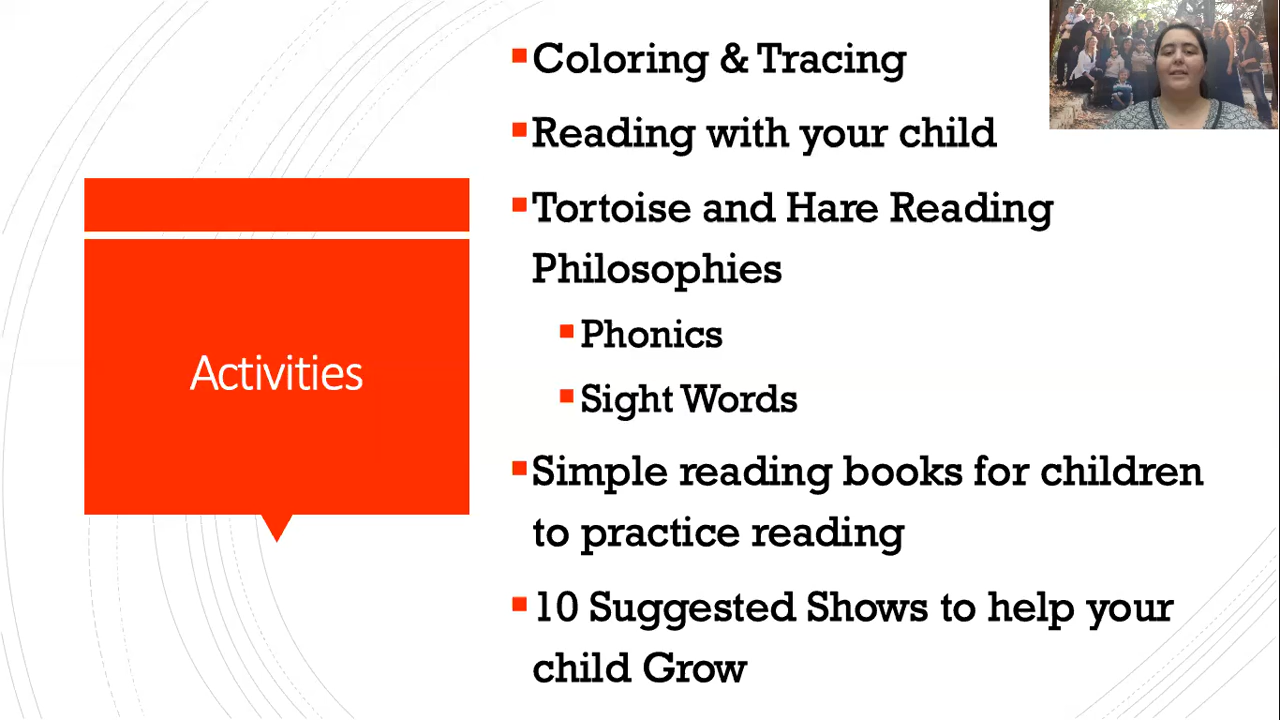 Activities
Coloring & Tracing
Reading with your child
Tortoise and Hare Reading
Philosophies
Phonics
Sight Words
Simple reading books for children
to practice reading
10 Suggested Shows to help your
child Grow